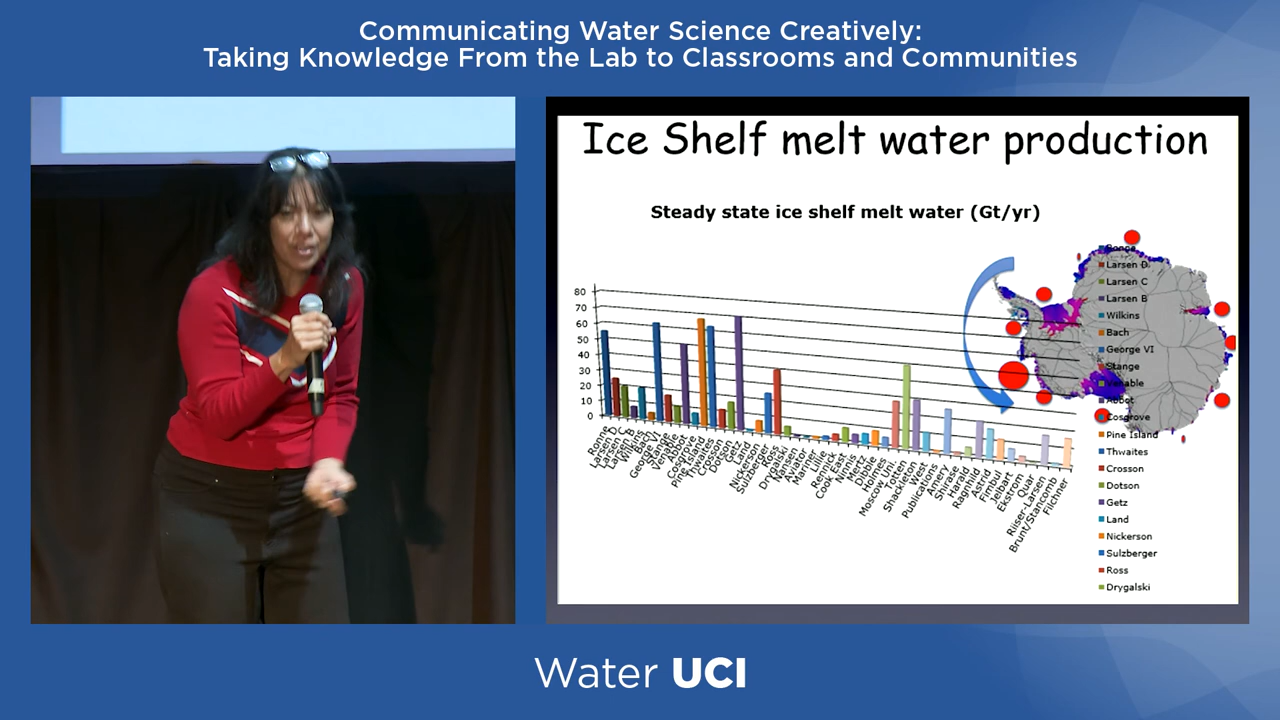 Communicating Water Science Creatively:
Taking Knowledge From the Lab to Classrooms and Communities
Ice Shelf melt water production
Steady state ice shelf melt water (Gt/yr)
80
70
60
50
40
30
20
10
0
Ronne
Larsen D
Larsen C
Larsen B
Wilkins
Bach
George VI
Stange
Venable
Abbot
Cosgrove
Pine Island
Thwaites
Crosson
Dotson
Getz
Land
Nickerson
Sulzberger
Ross
Drygalski
Nansen
Aviator
Mariner
Lillie
Rennick
Cook East
Ninnis
Mertz
Dibble
Holmes
Moscow Uni.
Totten
Shackleton
West
Publications
Amery
Shirase
Harald
Ragnhild
Astrid
Fimbul
Jelbart
Ekstrom
Quar
Riiser-Larsen
Brunt/Stancomb
Filchner
Ronne
Larsen D
Larsen C
Larsen B
Wilkins
Bach
George VI
Stange
Venable
Abbot
Cosgrove
Pine Island
Thwaites
Crosson
Dotson
Getz
Land
Nickerson
Sulzberger
Ross
Drygalski
Water UCI